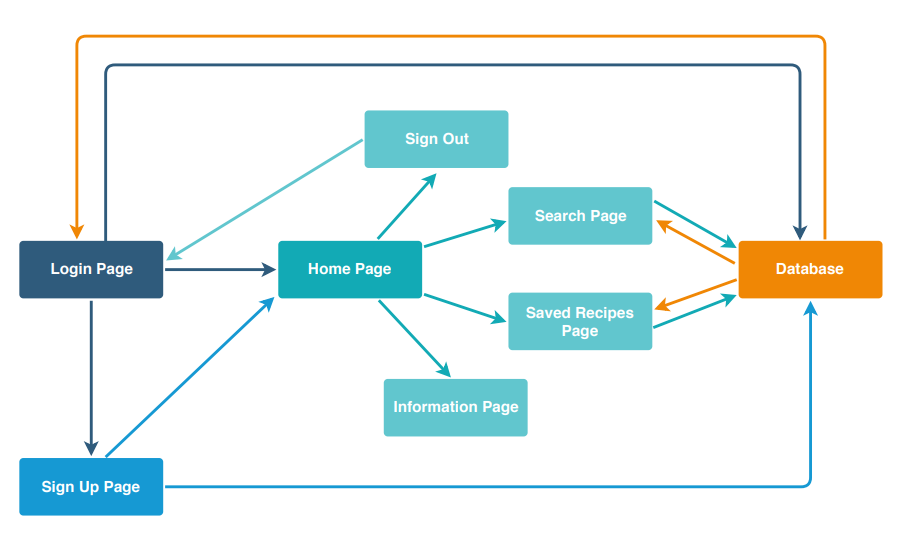 Sign Out
Search Page
Login Page
Home Page
Database
Saved Recipes
Page
Information Page
Sign Up Page